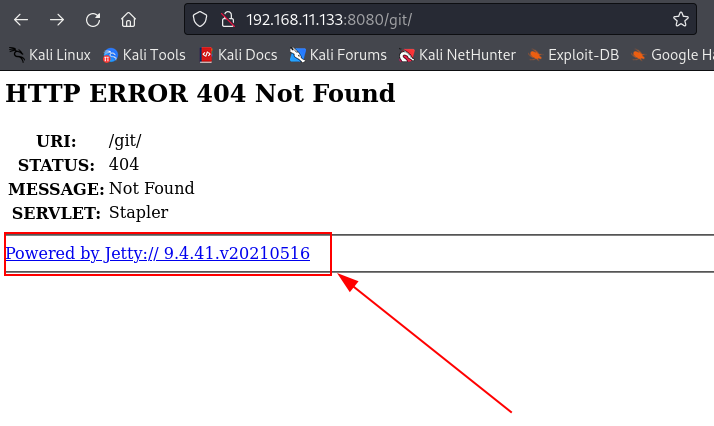 192.168.11.133:8080/git/
Kali Linux Kali Tools Kali Docs Kali Forums Kali NetHunter Exploit-DB Google Ha
HTTP ERROR 404 Not Found
URI: /git/
STATUS: 404
MESSAGE: Not Found
SERVLET: Stapler
Powered by Jetty:// 9.4.41.v20210516